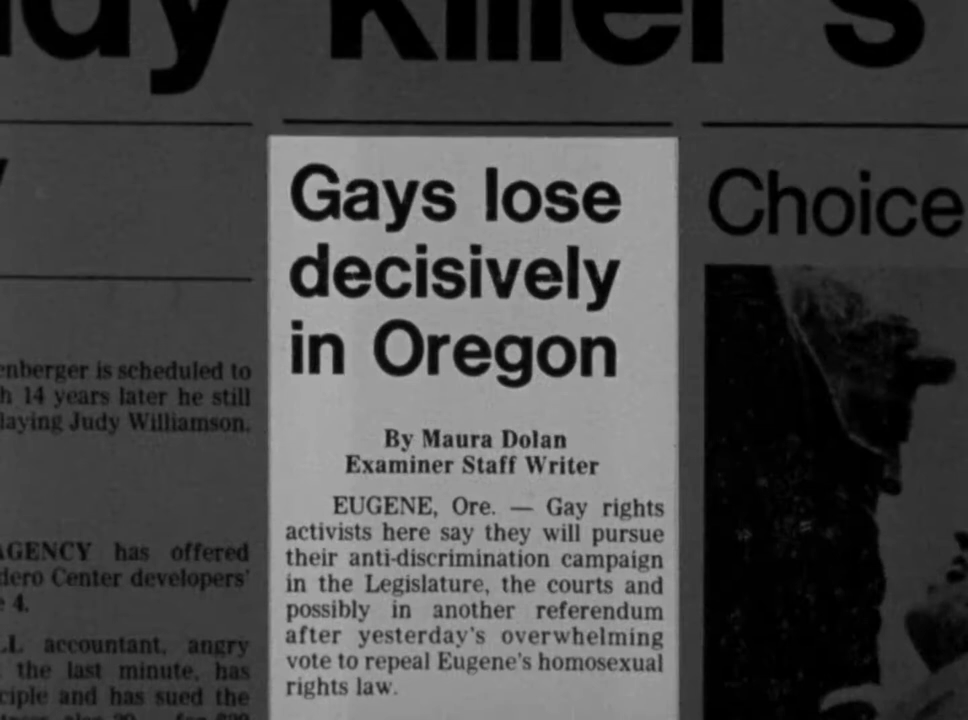 Killer's
Gays lose
decisively
in Oregon
By Maura Dolan
Examiner Staff Writer
EUGENE, Ore. — Gay rights
activists here say they will pursue
their anti-discrimination campaign
in the Legislature, the courts and
possibly in another referendum
after yesterday's overwhelming
vote to repeal Eugene's homosexual
rights law.
Choice
enberger is scheduled to
h 14 years later he still
laying Judy Williamson.
AGENCY has offered
dero Center developers'
e 4.
LL accountant, angry
the last minute, has
ciple and has sued the